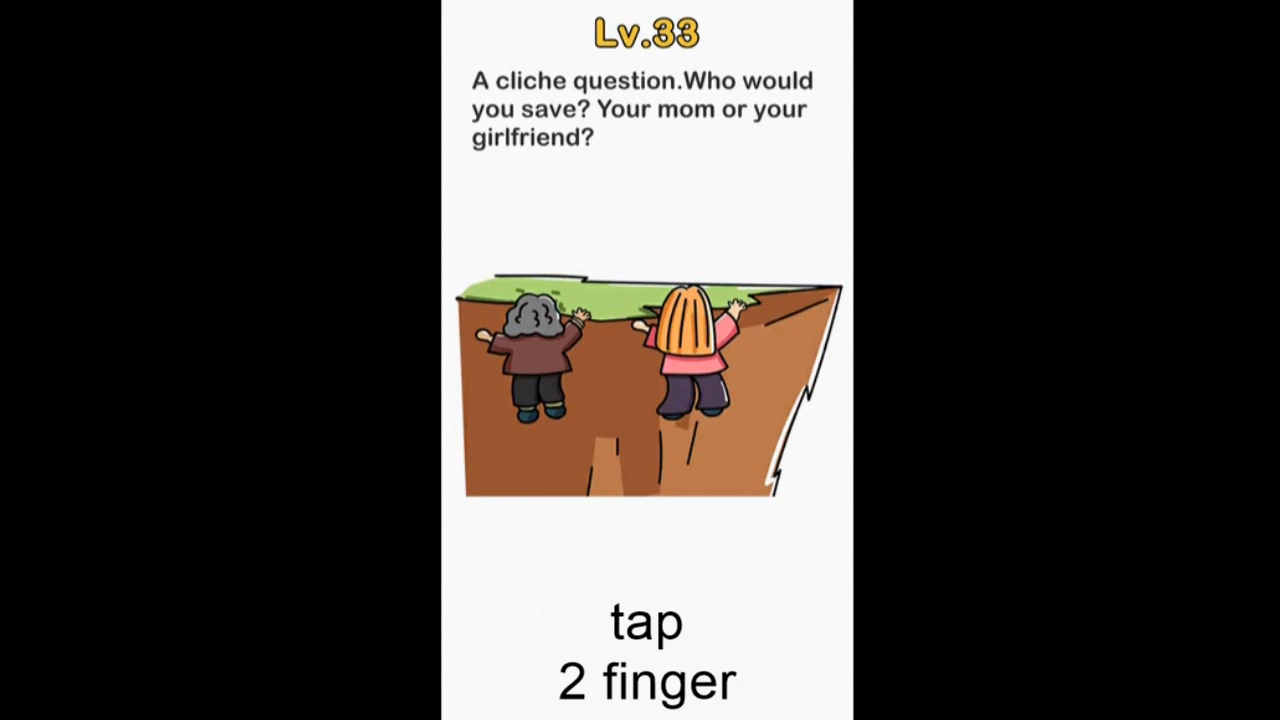 Lv.33
A cliche question.Who would
you save? Your mom or your
girlfriend?
tap
2 finger